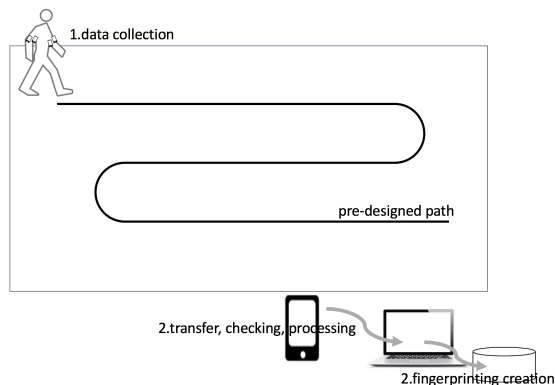 1.data collection
pre-designed path
2.transfer, checking, processing
2.fingerprinting creation